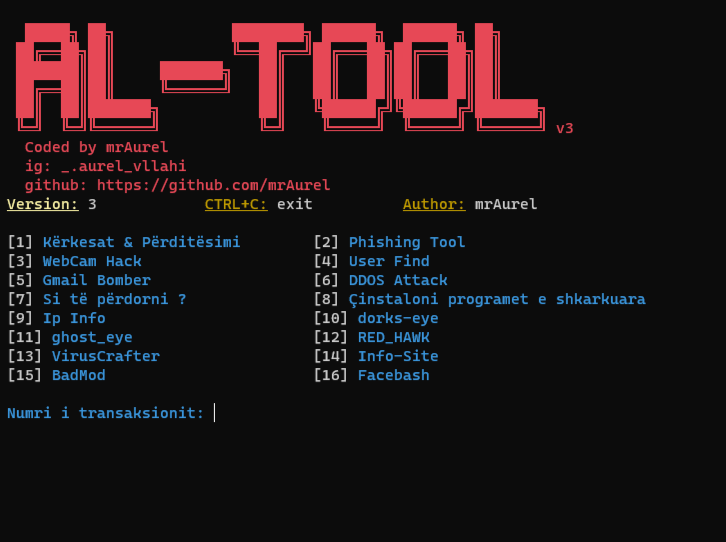 AL-TOOL v3
Coded by mrAurel
ig: _.aurel_vllahi
github: https://github.com/mrAurel
Version: 3 CTRL+C: exit Author: mrAurel
[1] Kërkesat & Përditësimi [2] Phishing Tool
[3] WebCam Hack [4] User Find
[5] Gmail Bomber [6] DDOS Attack
[7] Si të përdorni ? [8] Çinstaloni programet e shkarkuara
[9] Ip Info [10] dorks-eye
[11] ghost_eye [12] RED_HAWK
[13] VirusCrafter [14] Info-Site
[15] BadMod [16] Facebash
Numri i transaksionit: